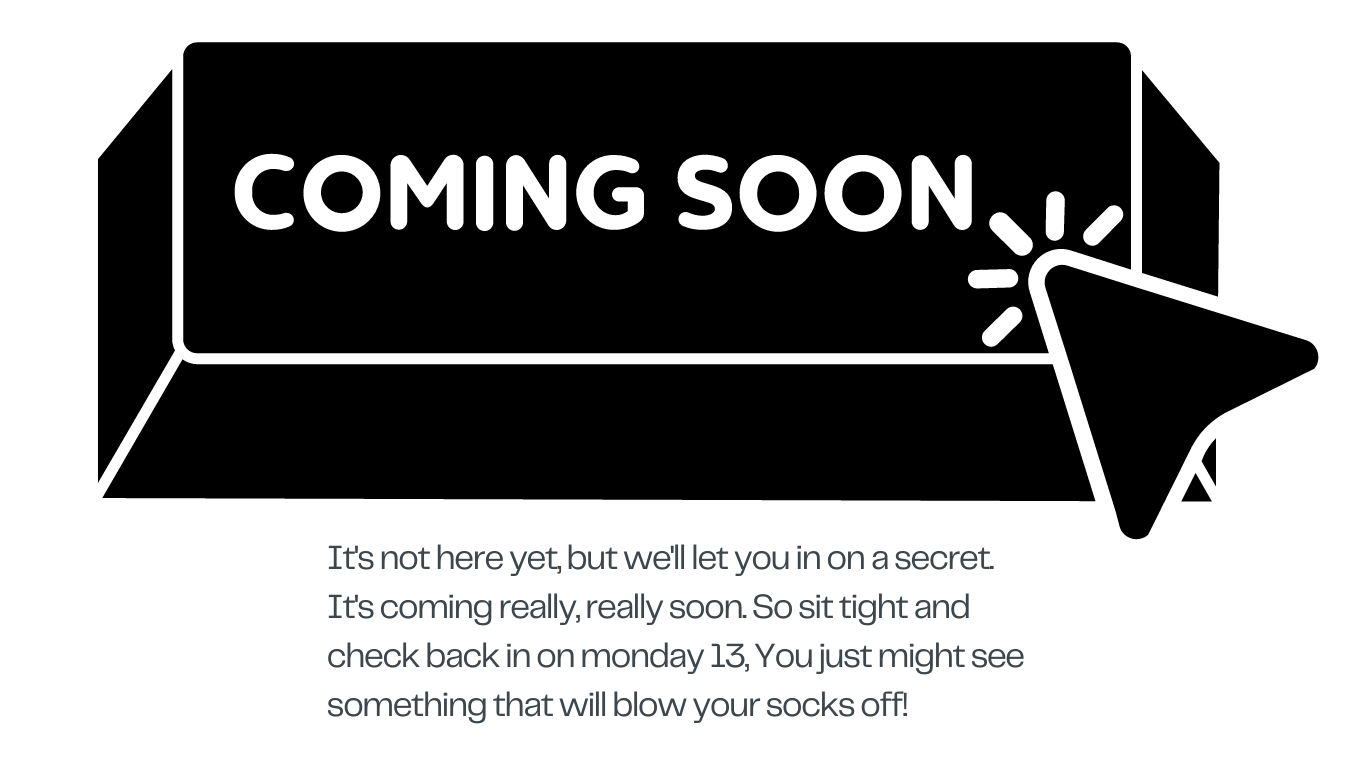 COMING SOON
It's not here yet, but we'll let you in on a secret.
It's coming really, really soon. So sit tight and
check back in on monday 13, You just might see
something that will blow your socks off!